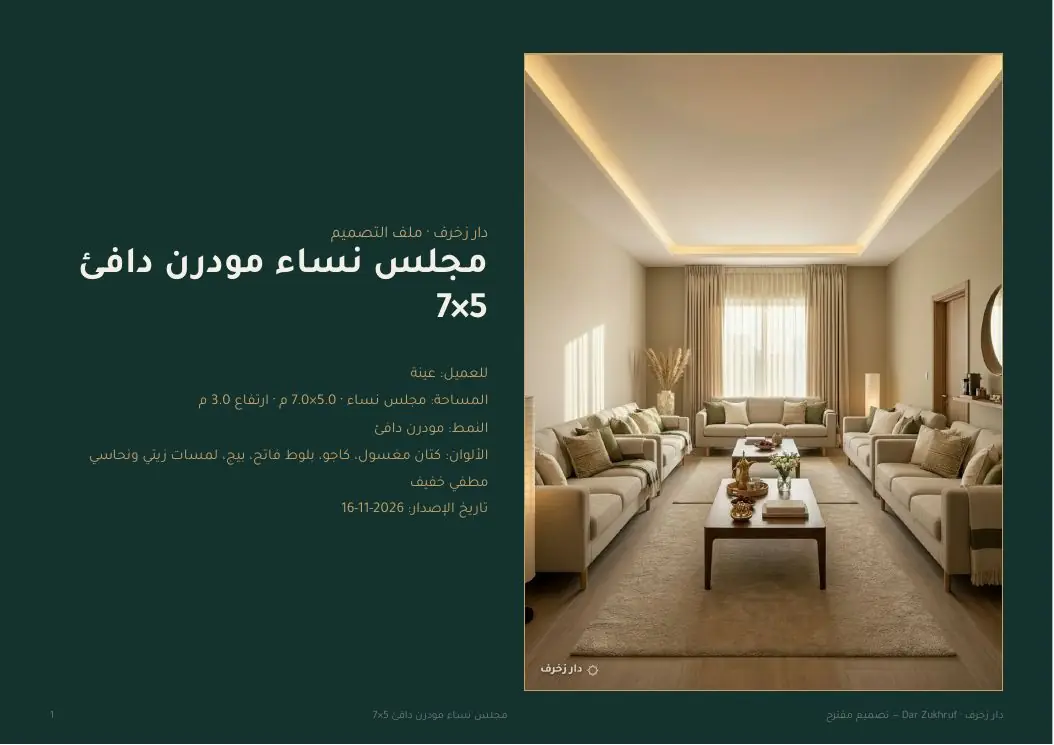 دار زخرف · ملف التصميم
مجلس نساء مودرن دافئ
7×5
للعميل: عينة
المساحة: مجلس نساء · 5.0×7.0 م · ارتفاع 3.0 م
النمط: مودرن دافئ
الألوان: كتان مغسول، كاجو، بلوط فاتح، بيج، لمسات زيتي ونحاسي
مطفي خفيف
تاريخ الإصدار: 2026-11-16
دار زخرف
دار زخرف · Dar Zukhruf — تصميم مقترح
مجلس نساء مودرن دافئ 5×7
1